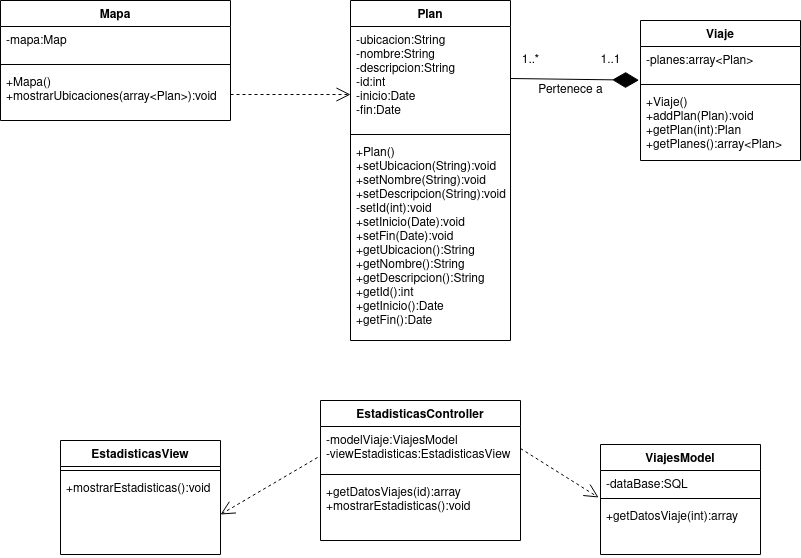 Mapa
-mapa:Map
+Mapa()
+mostrarUbicaciones(array<Plan>):void
Plan
-ubicacion:String
-nombre:String
-descripcion:String
-id:int
-inicio:Date
-fin:Date
+Plan()
+setUbicacion(String):void
+setNombre(String):void
+setDescripcion(String):void
-setId(int):void
+setInicio(Date):void
+setFin(Date):void
+getUbicacion():String
+getNombre():String
+getDescripcion():String
+getId():int
+getInicio():Date
+getFin():Date
1..*
1..1
Pertenece a
Viaje
-planes:array<Plan>
+Viaje()
+addPlan(Plan):void
+getPlan(int):Plan
+getPlanes():array<Plan>
EstadisticasView
+mostrarEstadisticas():void
EstadisticasController
-modelViaje:ViajesModel
-viewEstadisticas:EstadisticasView
+getDatosViajes(id):array
+mostrarEstadisticas():void
ViajesModel
-dataBase:SQL
+getDatosViaje(int):array